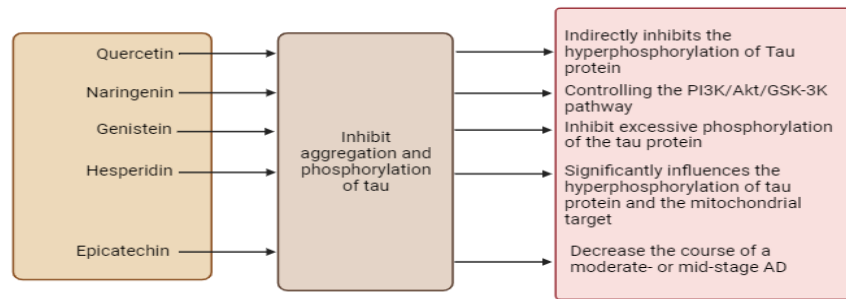 Quercetin
Naringenin
Genistein
Hesperidin
Epicatechin
Inhibit
aggregation and
phosphorylation
of tau
Indirectly inhibits the
hyperphosphorylation of Tau
protein
Controlling the PI3K/Akt/GSK-3K
pathway
Inhibit excessive phosphorylation
of the tau protein
Significantly influences the
hyperphosphorylation of tau
protein and the mitochondrial
target
Decrease the course of a
moderate- or mid-stage AD